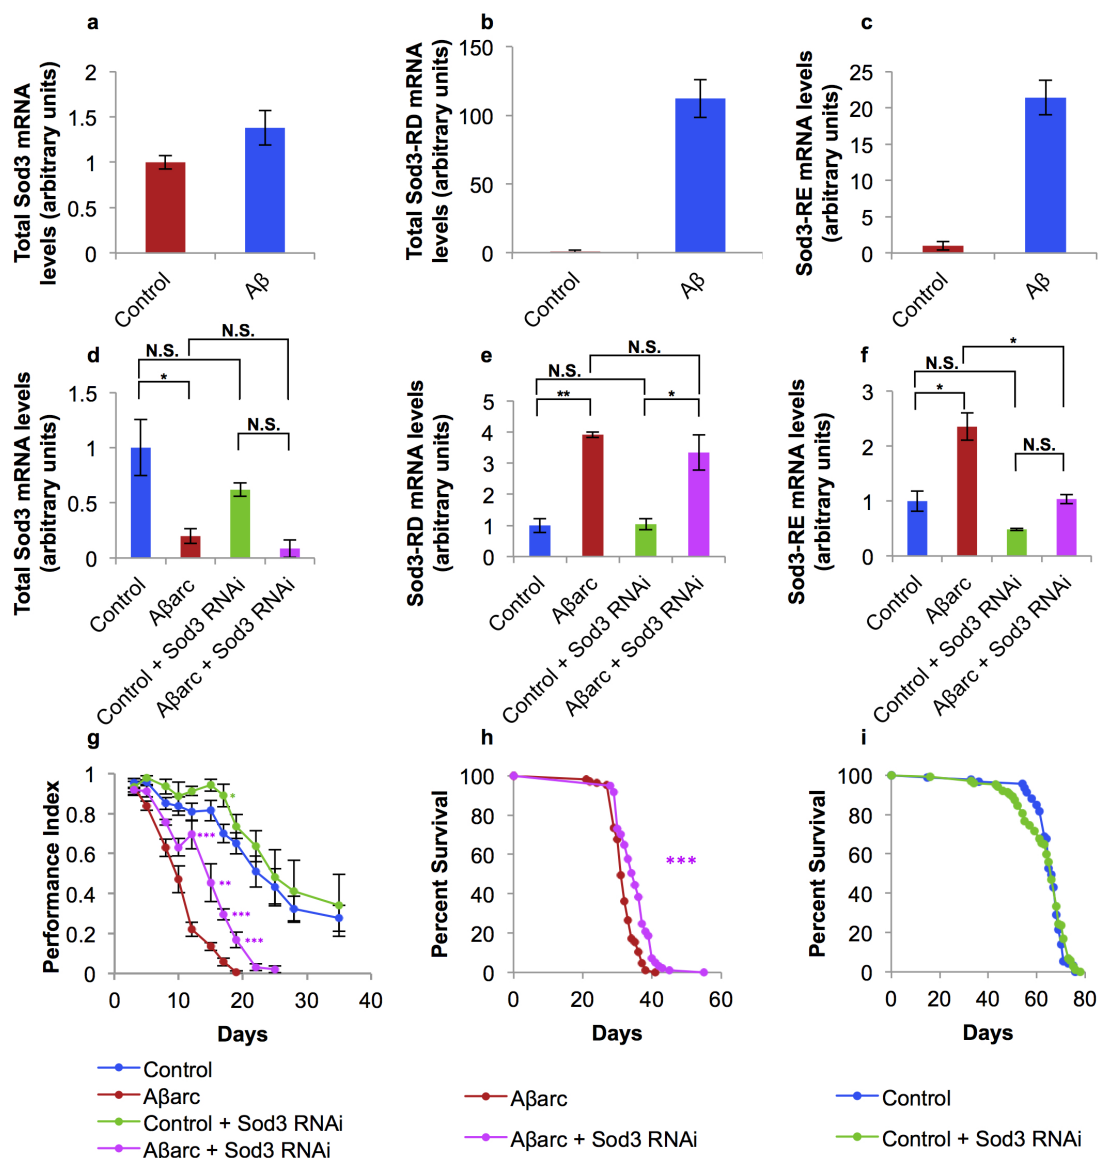 a
Total Sod3 mRNA
levels (arbitrary units)
2
1.5
1
0.5
0
Control
Aβ
b
Total Sod3-RD mRNA
levels (arbitrary units)
150
100
50
0
Control
Aβ
c
Sod3-RE mRNA levels
(arbitrary units)
25
20
15
10
5
0
Control
Aβ
d
Total Sod3 mRNA levels
(arbitrary units)
1.5
1
0.5
0
N.S.
N.S.
*
N.S.
Control
Aβarc
Control + Sod3 RNAi
Aβarc + Sod3 RNAi
e
Sod3-RD mRNA levels
(arbitrary units)
5
4
3
2
1
0
N.S.
N.S.
**
*
Control
Aβarc
Control + Sod3 RNAi
Aβarc + Sod3 RNAi
f
Sod3-RE mRNA levels
(arbitrary units)
3
2
1
0
*
N.S.
*
N.S.
Control
Aβarc
Control + Sod3 RNAi
Aβarc + Sod3 RNAi
g
Performance Index
1
0.8
0.6
0.4
0.2
0
*
***
**
***
***
0 10 20 30 40
Days
Control
Aβarc
Control + Sod3 RNAi
Aβarc + Sod3 RNAi
h
Percent Survival
100
80
60
40
20
0
***
0 20 40 60
Days
Aβarc
Aβarc + Sod3 RNAi
i
Percent Survival
100
80
60
40
20
0
0 20 40 60 80
Days
Control
Control + Sod3 RNAi